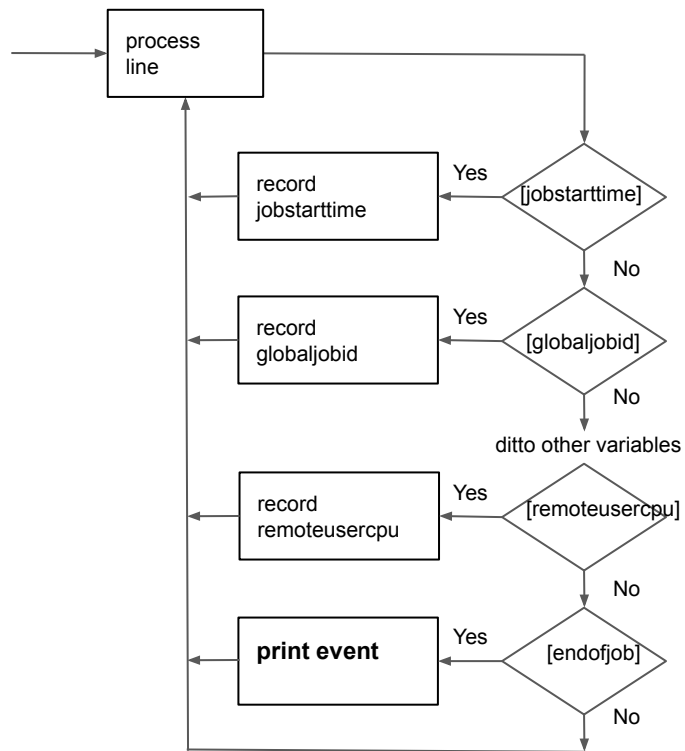 process
line
record
jobstarttime
Yes
[jobstarttime]
No
record
globaljobid
Yes
[globaljobid]
No
ditto other variables
record
remoteusercpu
Yes
[remoteusercpu]
No
print event
Yes
[endofjob]
No